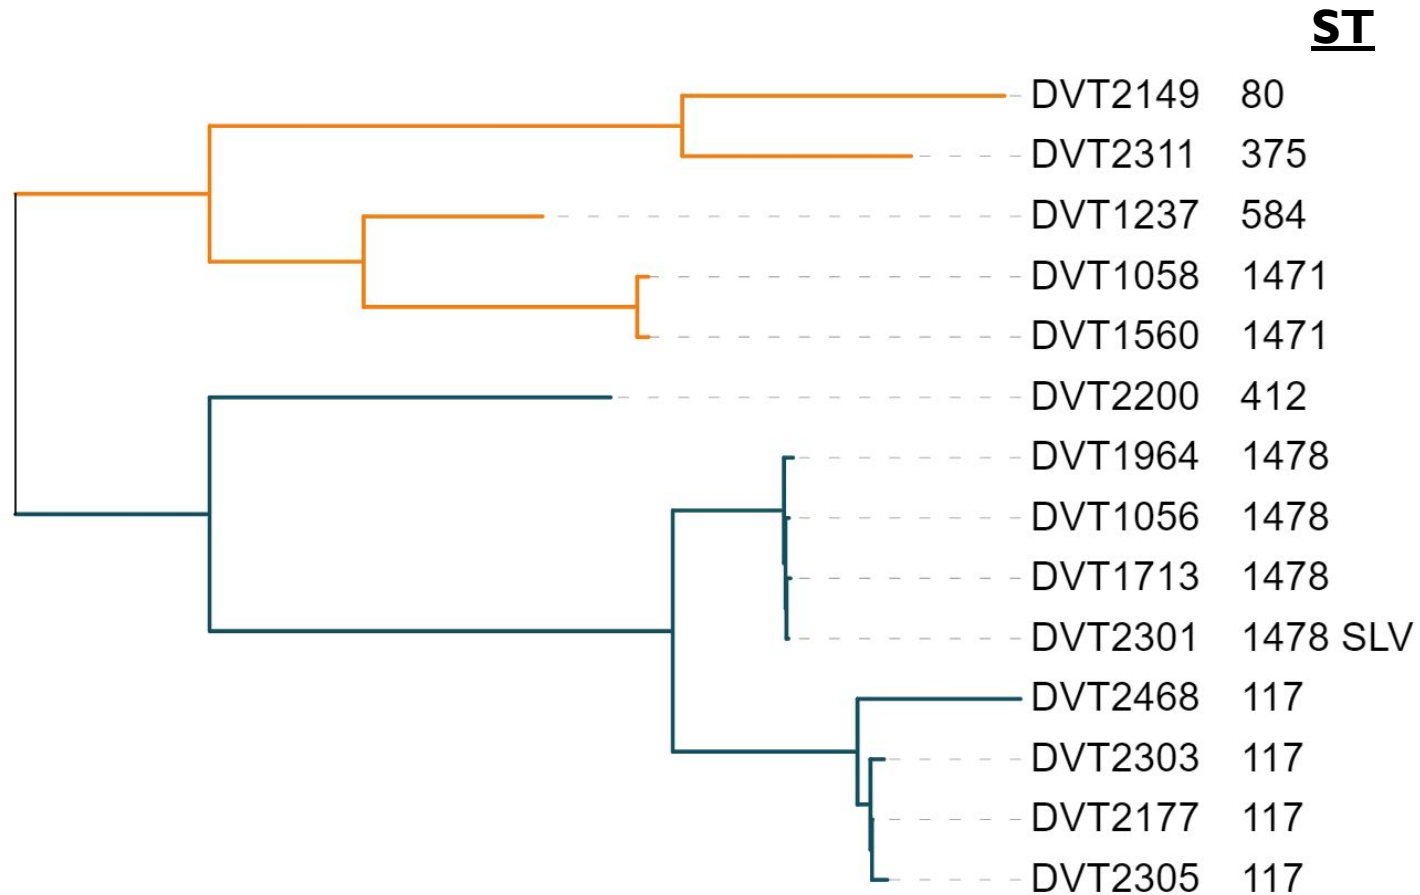 ST
DVT2149 80
DVT2311 375
DVT1237 584
DVT1058 1471
DVT1560 1471
DVT2200 412
DVT1964 1478
DVT1056 1478
DVT1713 1478
DVT2301 1478 SLV
DVT2468 117
DVT2303 117
DVT2177 117
DVT2305 117